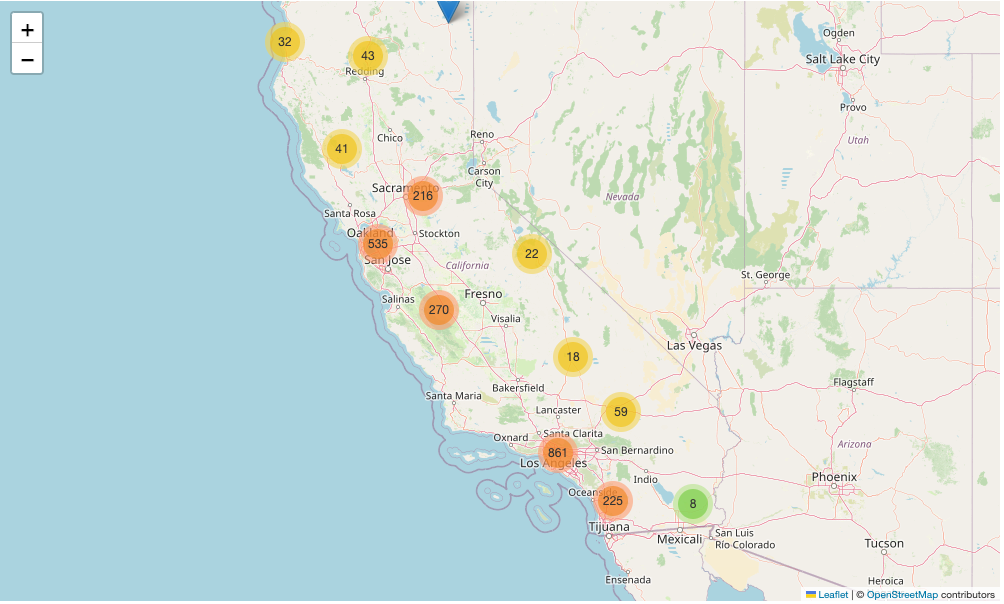 +
−
32
43
Redding
Ogden
Salt Lake City
Provo
Utah
Chico
Reno
Carson
City
41
Sacramento
216
Nevada
Santa Rosa
Oakland
535
Stockton
San Jose
22
California
St. George
Salinas
270
Fresno
Visalia
18
Las Vegas
Bakersfield
Santa Maria
Flagstaff
Lancaster
59
Oxnard
Santa Clarita
861
San Bernardino
Los Angeles
Arizona
Indio
Phoenix
Oceanside
225
8
Tijuana
Mexicali
San Luis
Río Colorado
Tucson
Ensenada
Heroica
Leaflet | © OpenStreetMap contributors